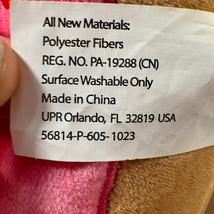 All New Materials:
Polyester Fibers
REG. NO. PA-19288 (CN)
Surface Washable Only
Made in China
UPR Orlando, FL 32819 USA
56814-P-605-1023